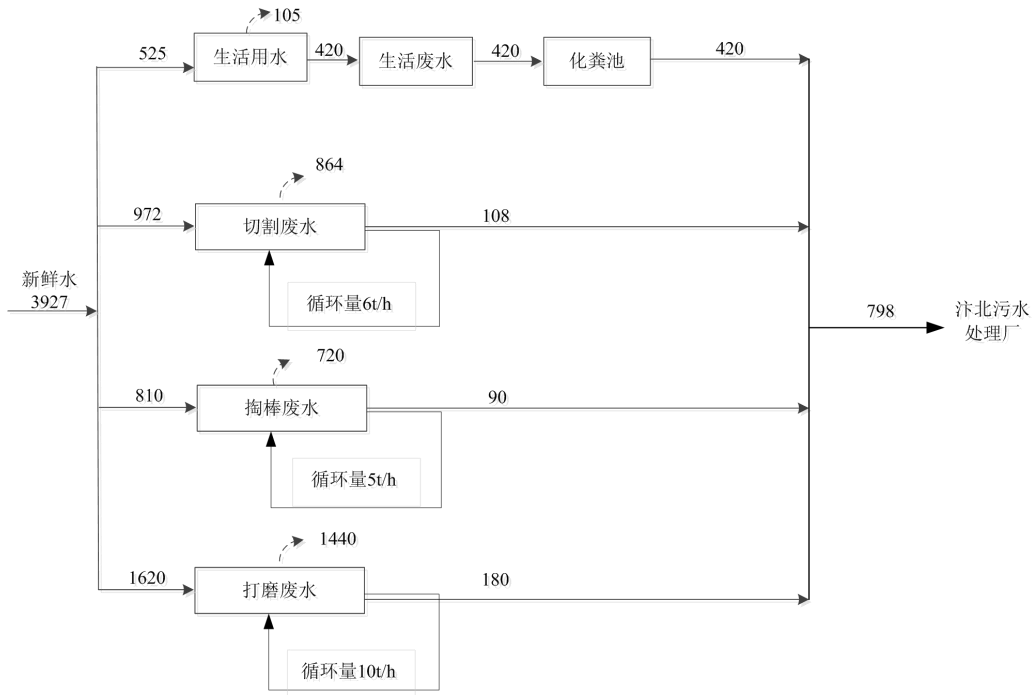 105
525
生活用水
420
生活废水
420
化粪池
420
864
972
切割废水
108
循环量6t/h
新鲜水
3927
798
汴北污水
处理厂
720
810
掏棒废水
90
循环量5t/h
1440
1620
打磨废水
180
循环量10t/h